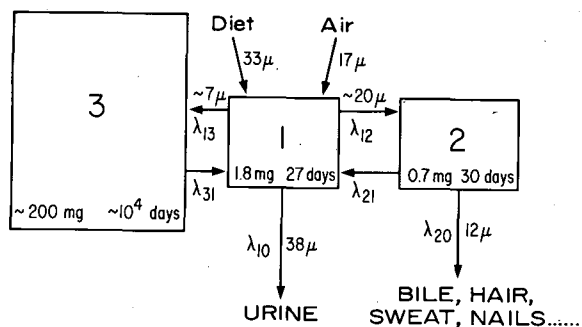 Diet Air
33μ 17μ
~7μ ~20μ
3
λ13 1 λ12 2
1.8 mg 27 days 0.7 mg 30 days
λ31 λ21
~200 mg ~10⁴ days
λ10 38μ λ20 12μ
URINE
BILE, HAIR,
SWEAT, NAILS......